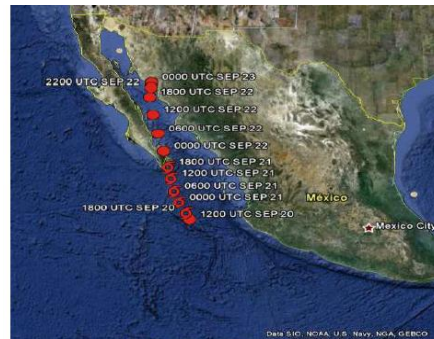 2200 UTC SEP 22
0000 UTC SEP 23
1800 UTC SEP 22
1200 UTC SEP 22
0600 UTC SEP 22
0000 UTC SEP 22
1800 UTC SEP 21
1200 UTC SEP 21
0600 UTC SEP 21
0000 UTC SEP 21
1800 UTC SEP 20
1200 UTC SEP 20
México
Mexico City
Data SIO, NOAA, U.S. Navy, NGA, GEBCO